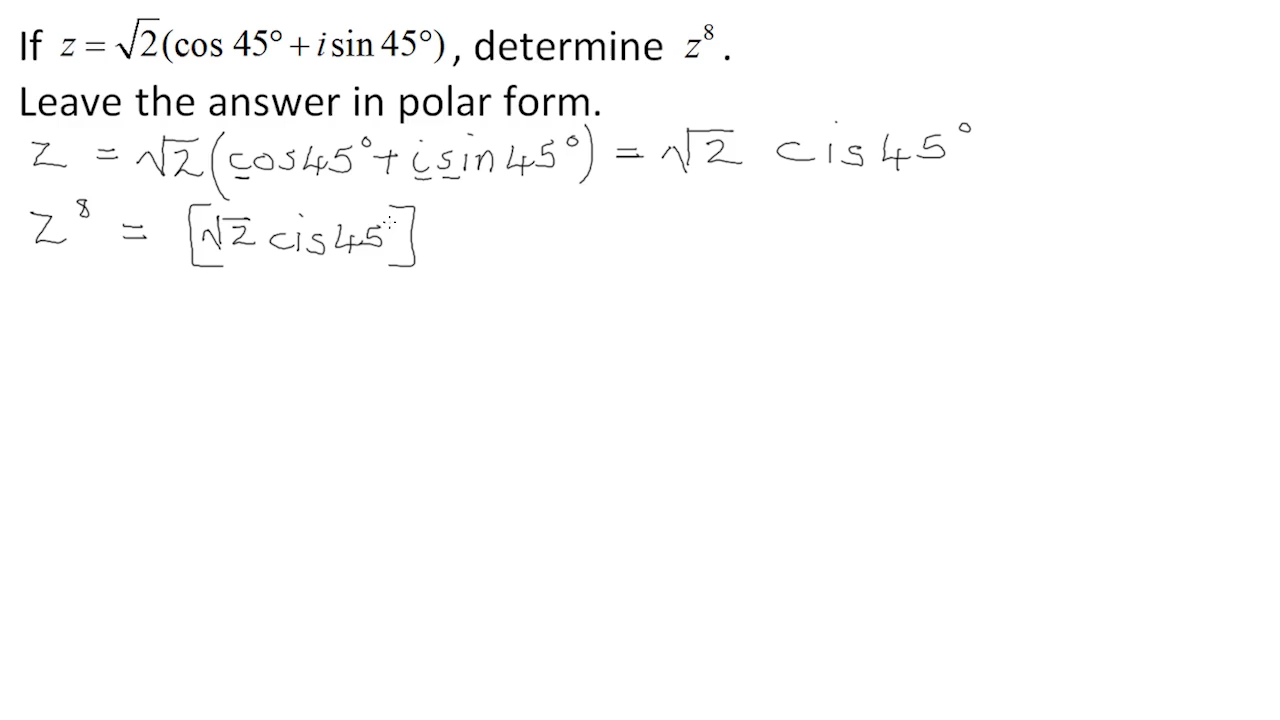 If z = √2(cos 45° + i sin 45°), determine z⁸.
Leave the answer in polar form.
z = √2(cos45° + isin45°) = √2 cis45°
z⁸ = [√2 cis45°]